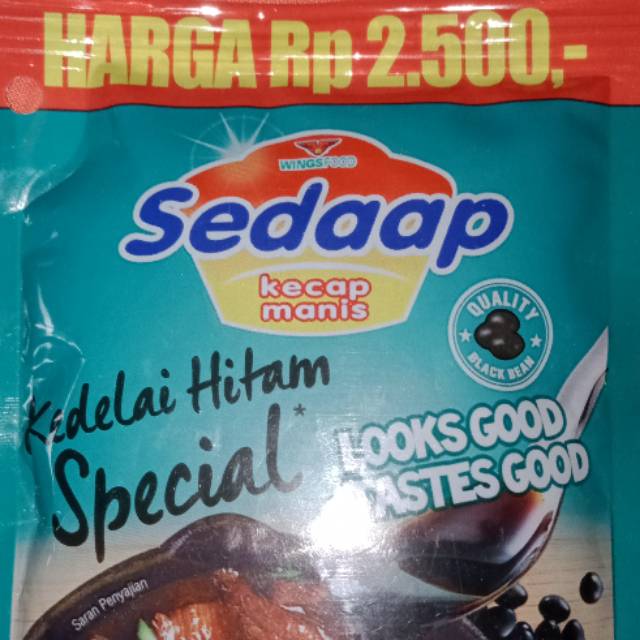 HARGA Rp 2.500,-
WINGSFOOD
Sedaap
kecap
manis
QUALITY
BLACK BEAN
Kedelai Hitam
Special*
LOOKS GOOD
TASTES GOOD
Saran Penyajian